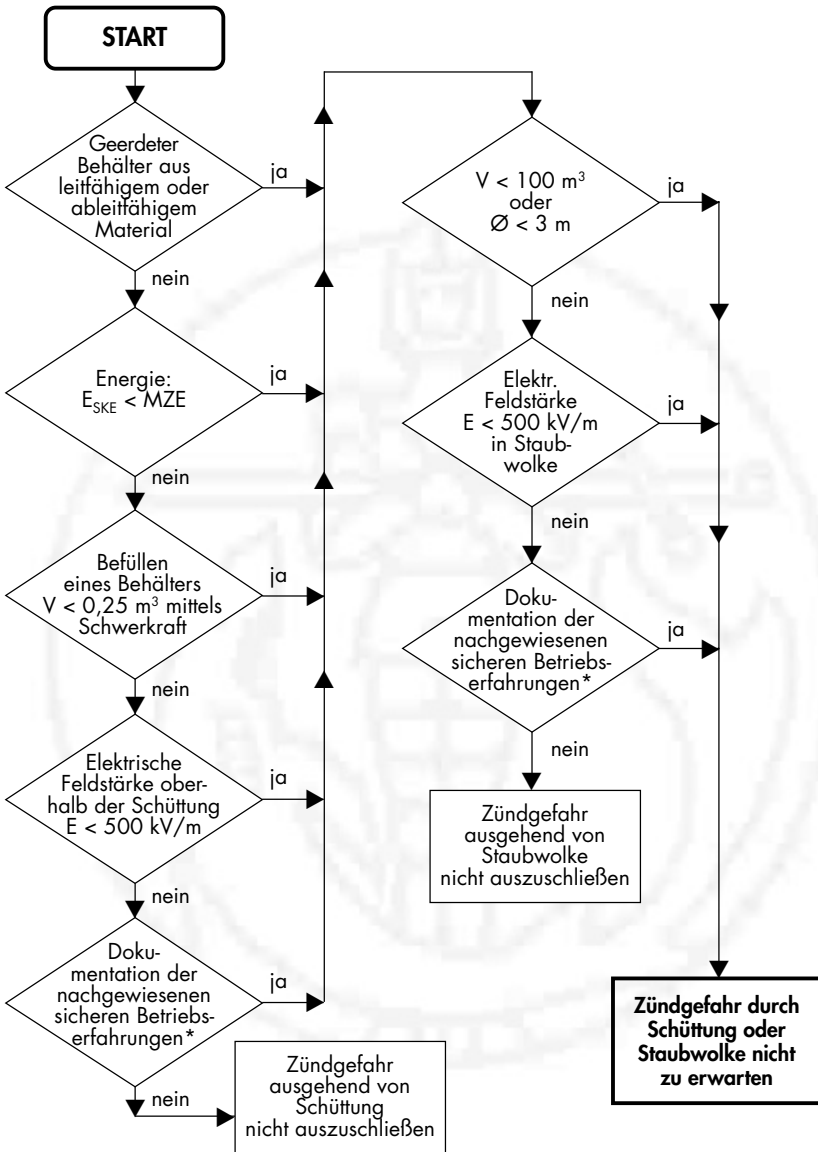 START
Geerdeter
Behälter aus
leitfähigem oder
ableitfähigem
Material
ja
nein
Energie:
E_SKE < MZE
ja
nein
Befüllen
eines Behälters
V < 0,25 m³ mittels
Schwerkraft
ja
nein
Elektrische
Feldstärke ober-
halb der Schüttung
E < 500 kV/m
ja
nein
Doku-
mentation der
nachgewiesenen
sicheren Betriebs-
erfahrungen*
ja
nein
Zündgefahr
ausgehend von
Schüttung
nicht auszuschließen
V < 100 m³
oder
Ø < 3 m
ja
nein
Elektr.
Feldstärke
E < 500 kV/m
in Staub-
wolke
ja
nein
Doku-
mentation der
nachgewiesenen
sicheren Betriebs-
erfahrungen*
ja
nein
Zündgefahr
ausgehend von
Staubwolke
nicht auszuschließen
Zündgefahr durch
Schüttung oder
Staubwolke nicht
zu erwarten